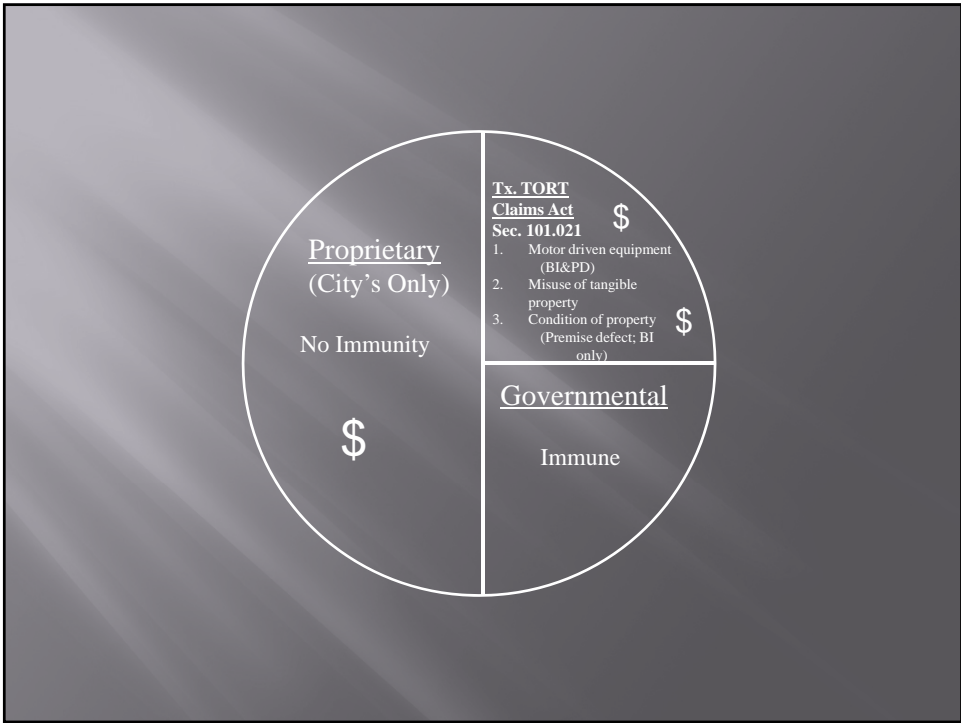 Proprietary
(City's Only)
No Immunity
$
Tx. TORT
Claims Act
$
Sec. 101.021
1. Motor driven equipment
(BI&PD)
2. Misuse of tangible
property
3. Condition of property
$
(Premise defect; BI
only)
Governmental
Immune